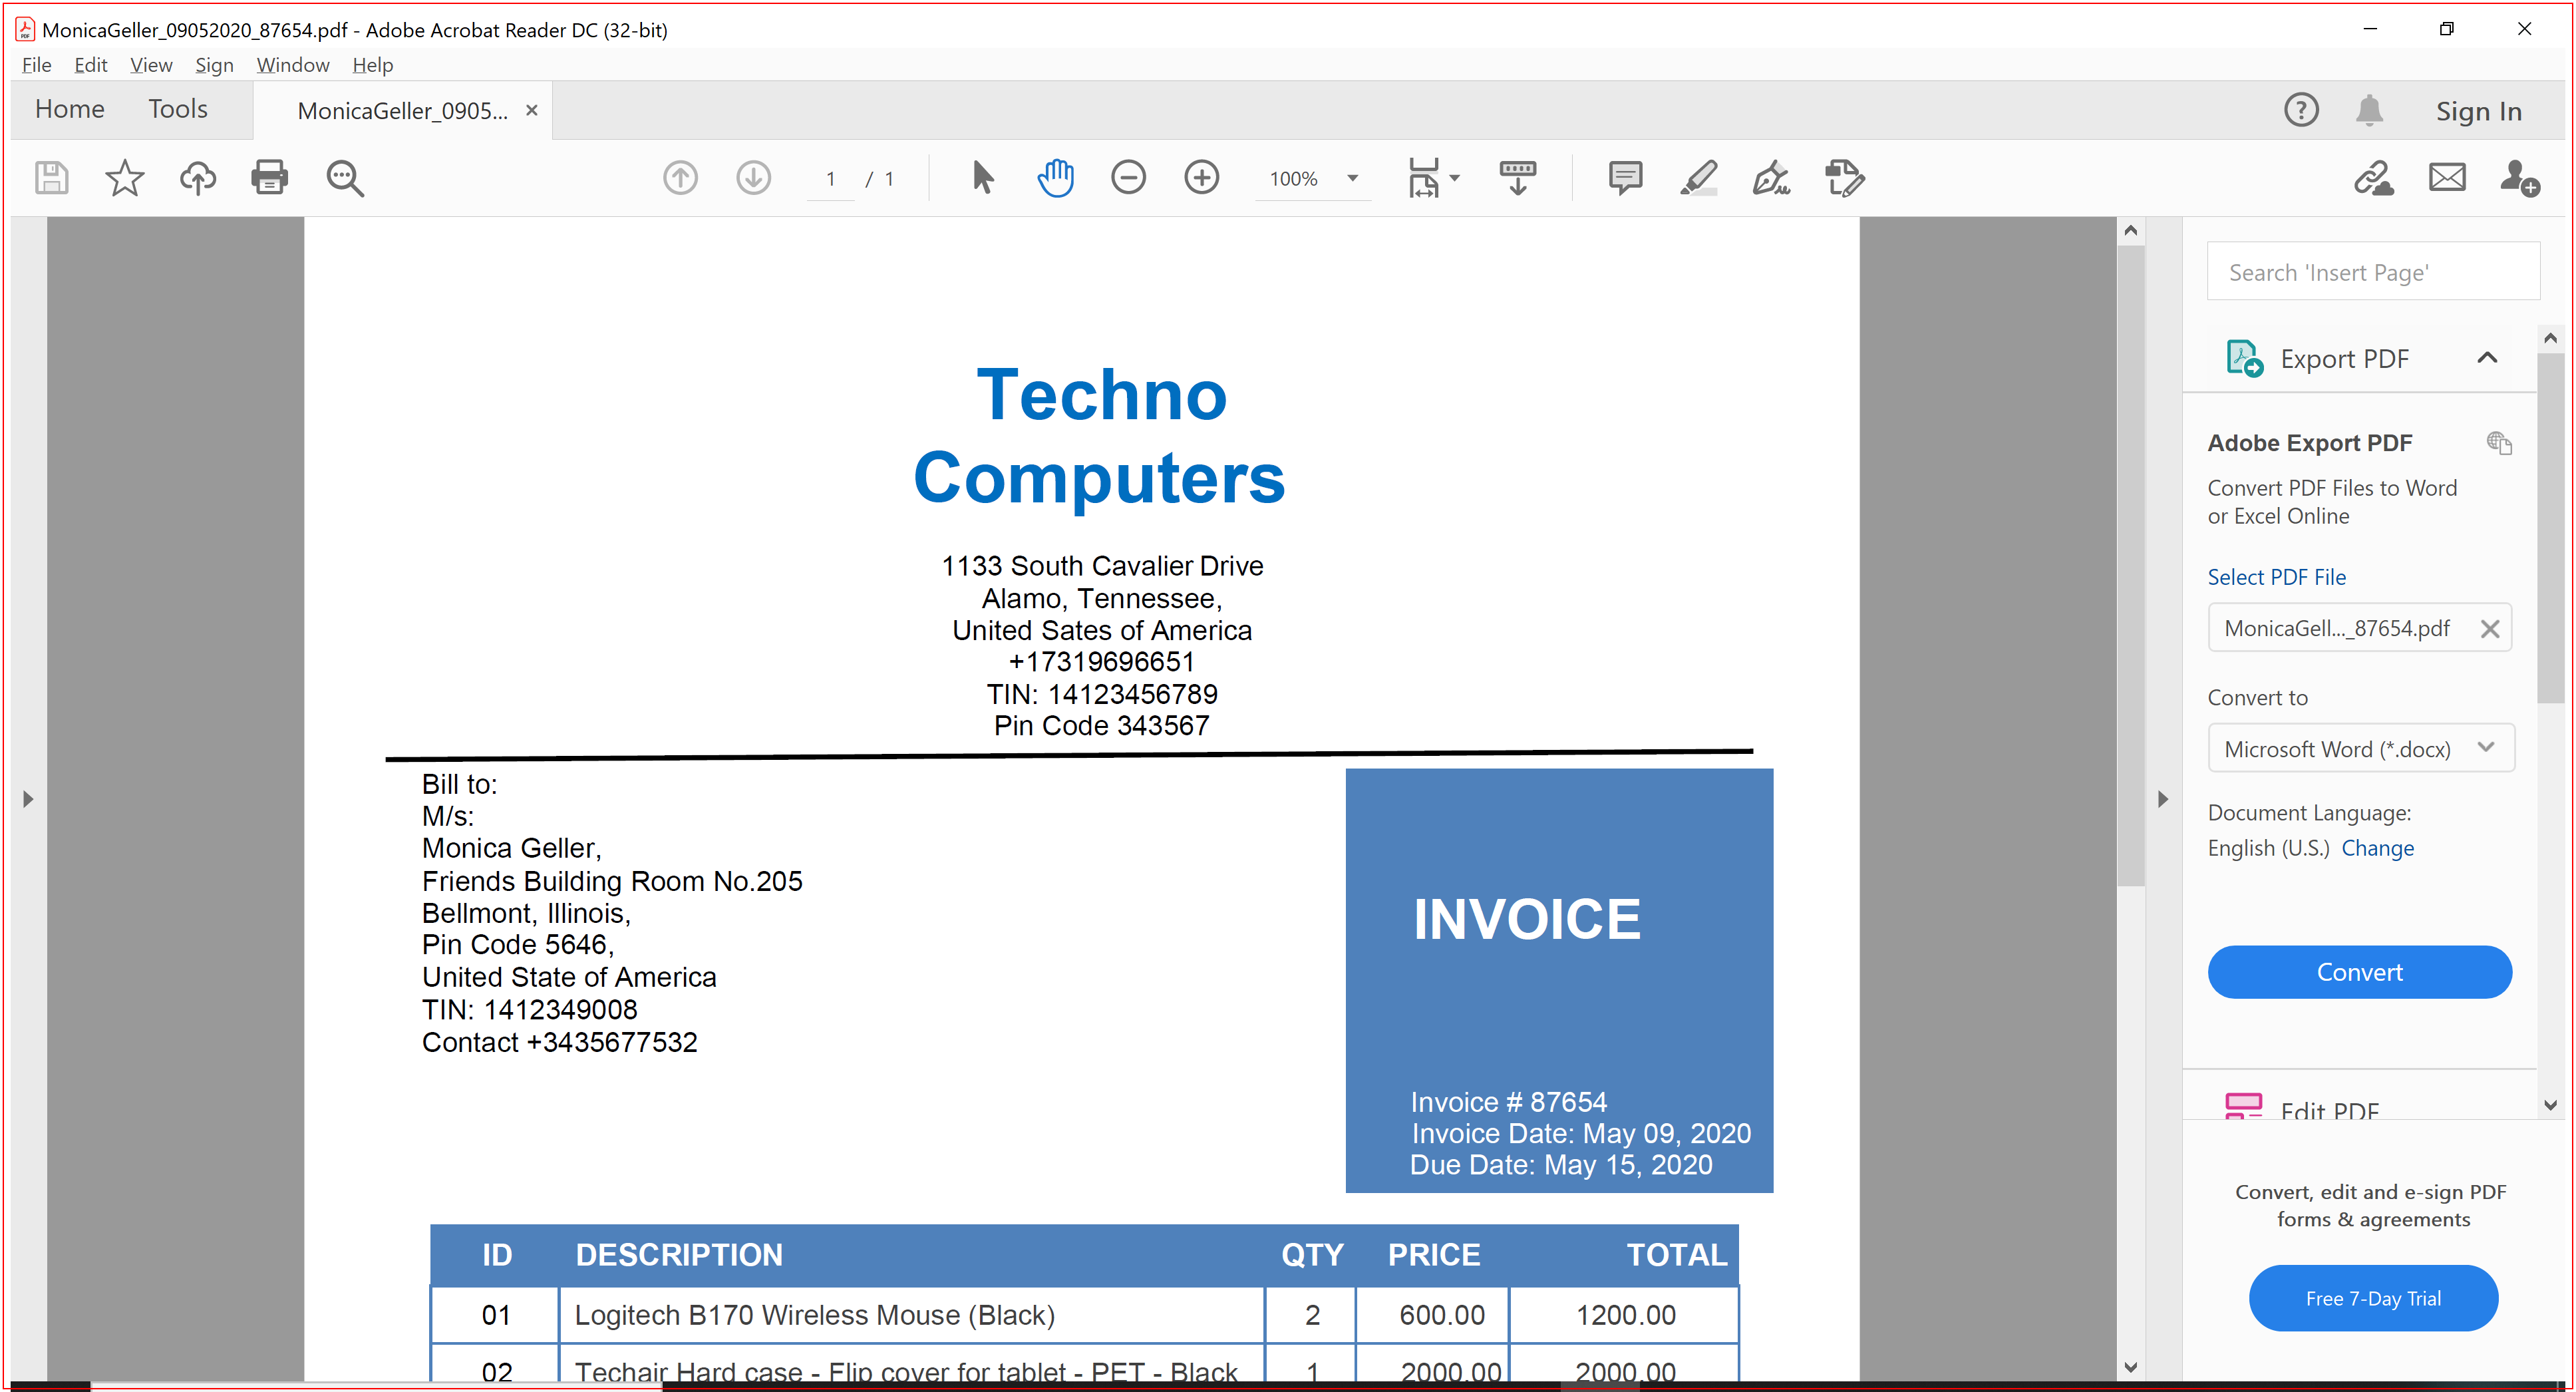 MonicaGeller_09052020_87654.pdf - Adobe Acrobat Reader DC (32-bit)
File Edit View Sign Window Help
Home Tools MonicaGeller_0905... × Sign In
1 / 1 100%
Techno
Computers
1133 South Cavalier Drive
Alamo, Tennessee,
United Sates of America
+17319696651
TIN: 14123456789
Pin Code 343567
Bill to:
M/s:
Monica Geller,
Friends Building Room No.205
Bellmont, Illinois,
Pin Code 5646,
United State of America
TIN: 1412349008
Contact +3435677532
INVOICE
Invoice # 87654
Invoice Date: May 09, 2020
Due Date: May 15, 2020
ID DESCRIPTION QTY PRICE TOTAL
01 Logitech B170 Wireless Mouse (Black) 2 600.00 1200.00
02 Techair Hard case - Flip cover for tablet - PET - Black 1 2000.00 2000.00
Search 'Insert Page'
Export PDF
Adobe Export PDF
Convert PDF Files to Word
or Excel Online
Select PDF File
MonicaGell..._87654.pdf
Convert to
Microsoft Word (*.docx)
Document Language:
English (U.S.) Change
Convert
Edit PDF
Convert, edit and e-sign PDF
forms & agreements
Free 7-Day Trial